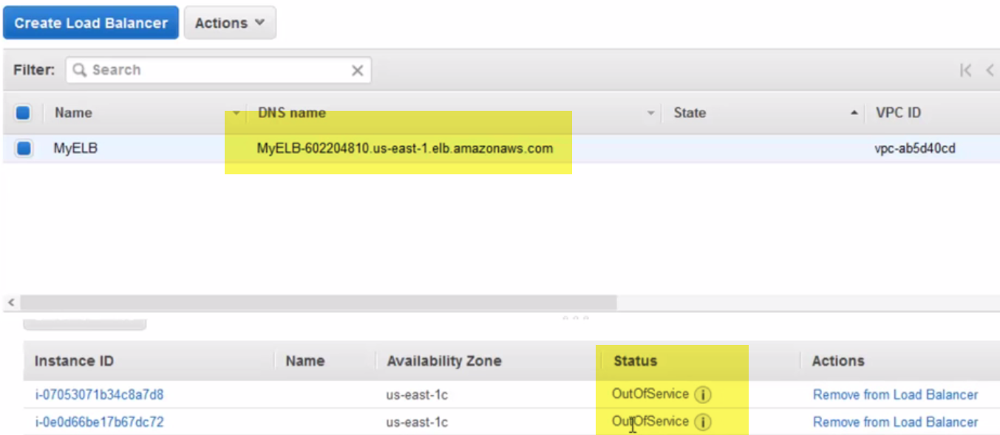 Create Load Balancer Actions
Filter: Search
Name DNS name State VPC ID
MyELB MyELB-602204810.us-east-1.elb.amazonaws.com vpc-ab5d40cd
Instance ID Name Availability Zone Status Actions
i-07053071b34c8a7d8 us-east-1c OutOfService Remove from Load Balancer
i-0e0d66be17b67dc72 us-east-1c OutOfService Remove from Load Balancer